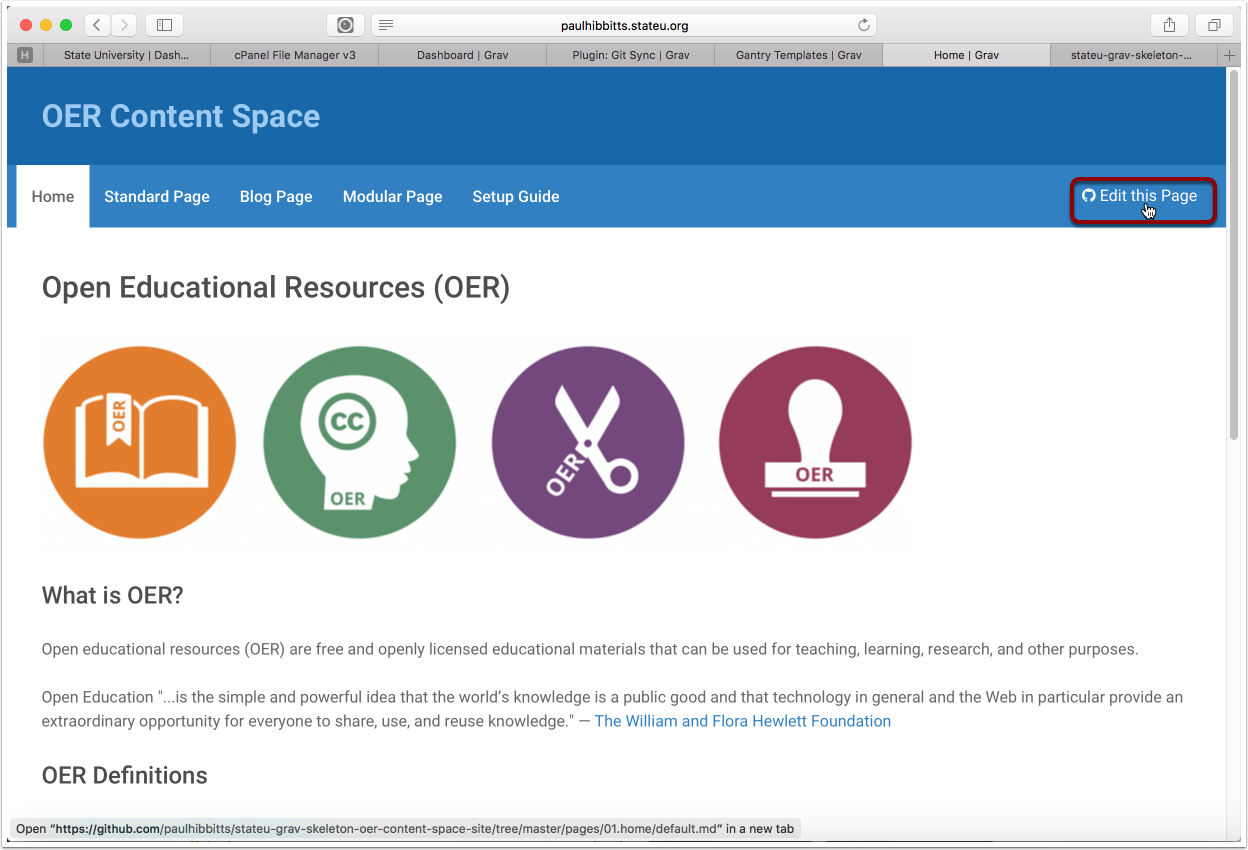 paulhibbitts.stateu.org
H
State University | Dash...
cPanel File Manager v3
Dashboard | Grav
Plugin: Git Sync | Grav
Gantry Templates | Grav
Home | Grav
stateu-grav-skeleton-...
OER Content Space
Home
Standard Page
Blog Page
Modular Page
Setup Guide
Edit this Page
Open Educational Resources (OER)
OER
CC
OER
OER
OER
What is OER?
Open educational resources (OER) are free and openly licensed educational materials that can be used for teaching, learning, research, and other purposes.
Open Education "...is the simple and powerful idea that the world’s knowledge is a public good and that technology in general and the Web in particular provide an
extraordinary opportunity for everyone to share, use, and reuse knowledge." — The William and Flora Hewlett Foundation
OER Definitions
Open “https://github.com/paulhibbitts/stateu-grav-skeleton-oer-content-space-site/tree/master/pages/01.home/default.md” in a new tab